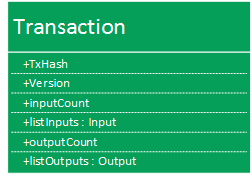 Transaction
+TxHash
+Version
+inputCount
+listInputs : Input
+outputCount
+listOutputs : Output